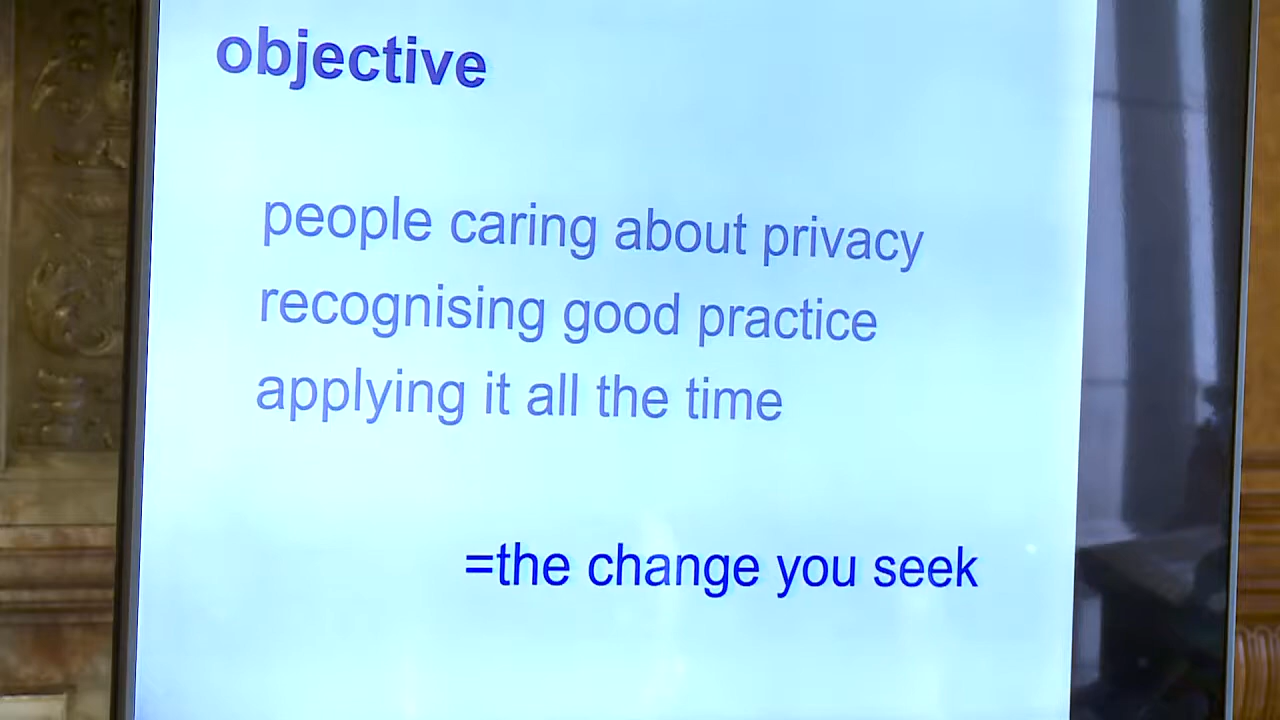 objective
people caring about privacy
recognising good practice
applying it all the time
=the change you seek